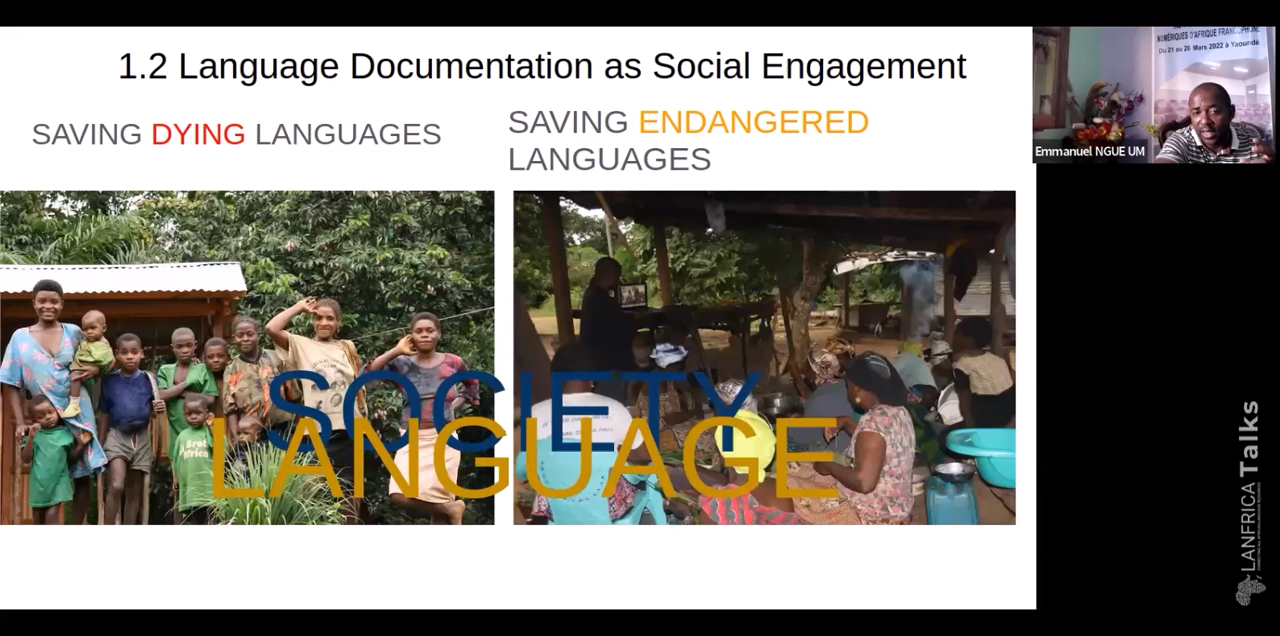 1.2 Language Documentation as Social Engagement
SAVING DYING LANGUAGES
SAVING ENDANGERED
LANGUAGES
SOCIETY
LANGUAGE
NUMÉRIQUES D'AFRIQUE FRANCOPHONE
Du 21 au 26 Mars 2022 à Yaoundé
Emmanuel NGUE UM
LANFRICA Talks